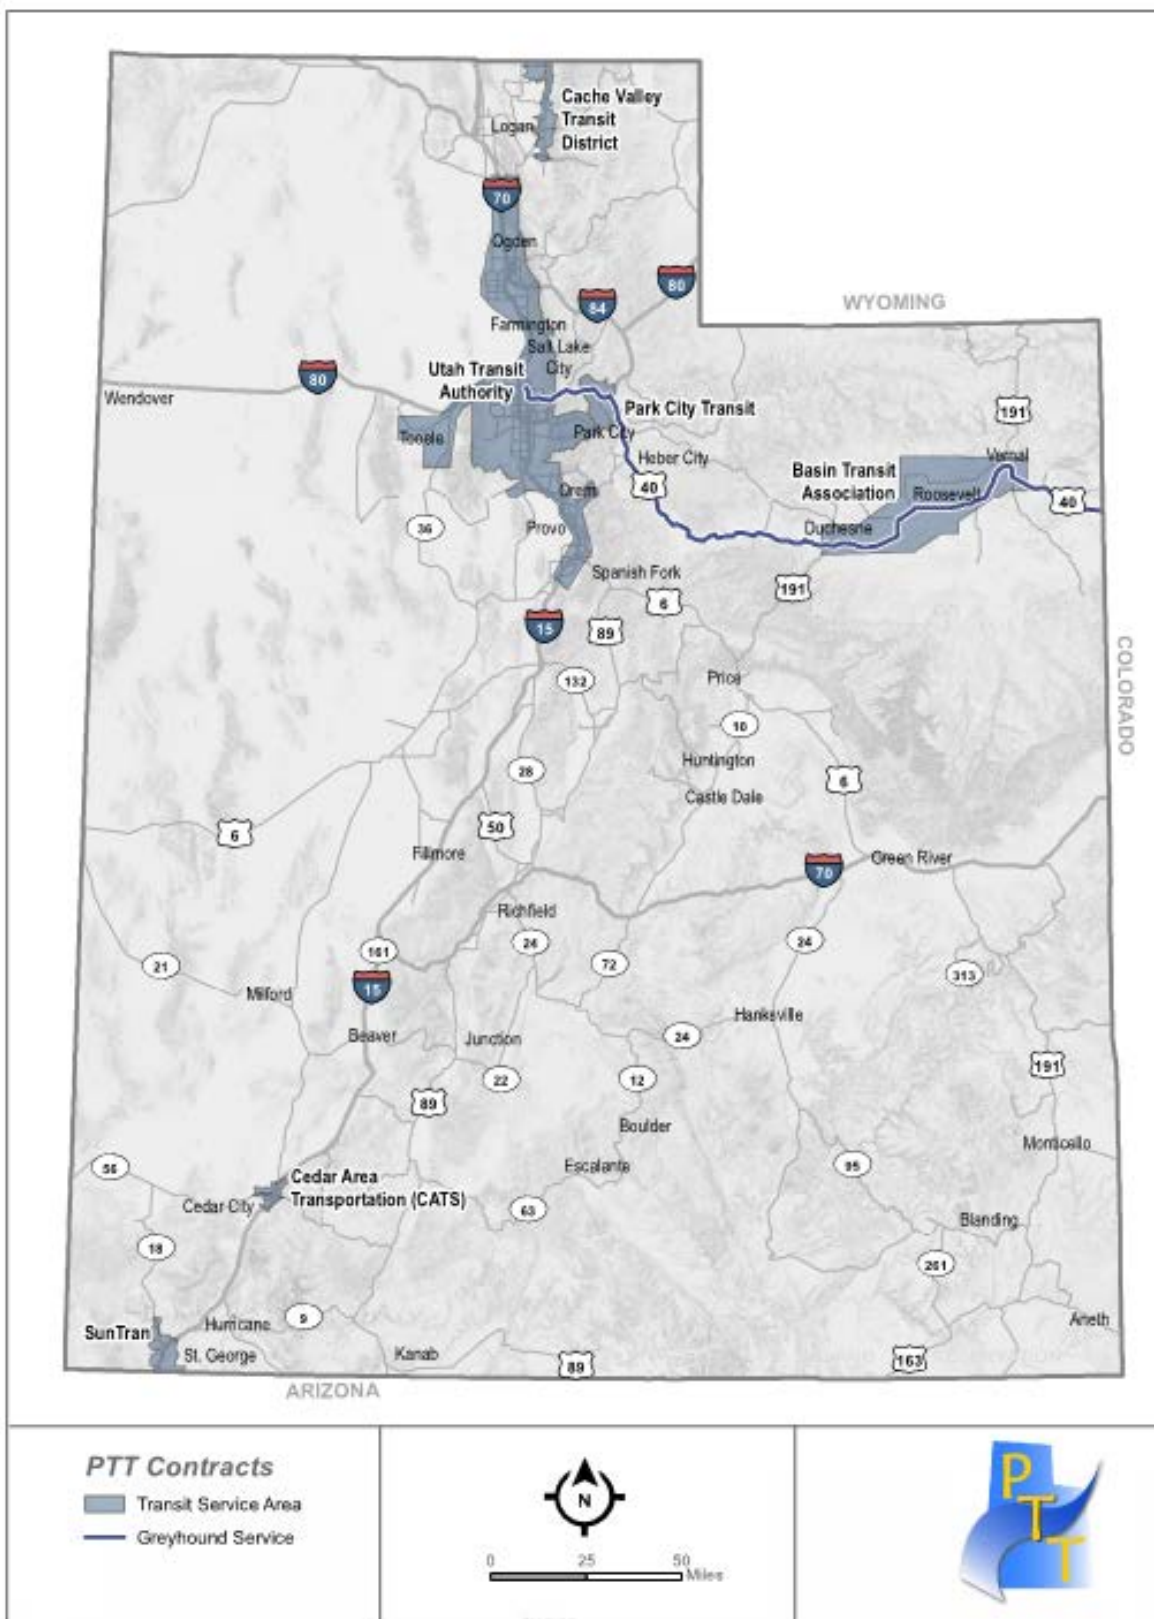 Cache Valley
Transit
District
Logan
70
Ogden
80
84
WYOMING
Farmington
Salt Lake
City
Utah Transit
Authority
80
Wendover
Park City Transit
191
Tooele
Park City
Heber City
Vernal
Basin Transit
Association
40
Roosevelt
40
Orem
36
Provo
Duchesne
Spanish Fork
191
6
15
89
COLORADO
132
Price
10
Huntington
28
6
Castle Dale
50
6
Fillmore
Green River
70
Richfield
24
24
161
72
21
313
15
Milford
Hanksville
Beaver
Junction
24
191
22
12
89
Boulder
Monticello
56
Escalante
95
Cedar Area
Transportation (CATS)
Cedar City
63
Blanding
18
261
Hurricane
9
Aneth
SunTran
St. George
Kanab
89
163
ARIZONA
PTT Contracts
Transit Service Area
Greyhound Service
N
0 25 50
Miles
PTT